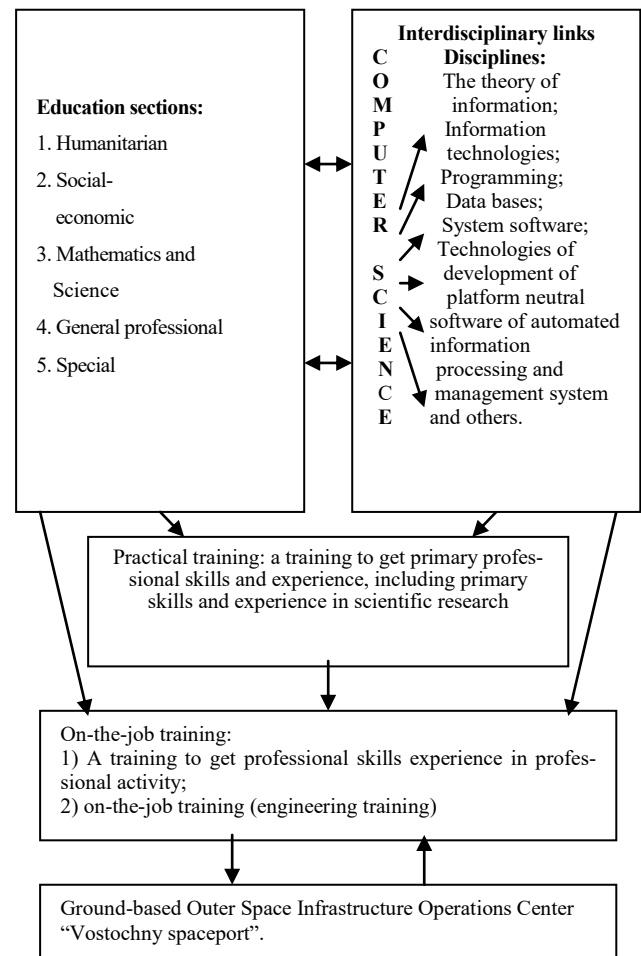 Education sections:
1. Humanitarian
2. Social-
economic
3. Mathematics and
Science
4. General professional
5. Special
Interdisciplinary links
C
O
M
P
U
T
E
R
S
C
I
E
N
C
E
Disciplines:
The theory of
information;
Information
technologies;
Programming;
Data bases;
System software;
Technologies of
development of
platform neutral
software of automated
information
processing and
management system
and others.
Practical training: a training to get primary profes-
sional skills and experience, including primary
skills and experience in scientific research
On-the-job training:
1) A training to get professional skills experience in profes-
sional activity;
2) on-the-job training (engineering training)
Ground-based Outer Space Infrastructure Operations Center
“Vostochny spaceport”.